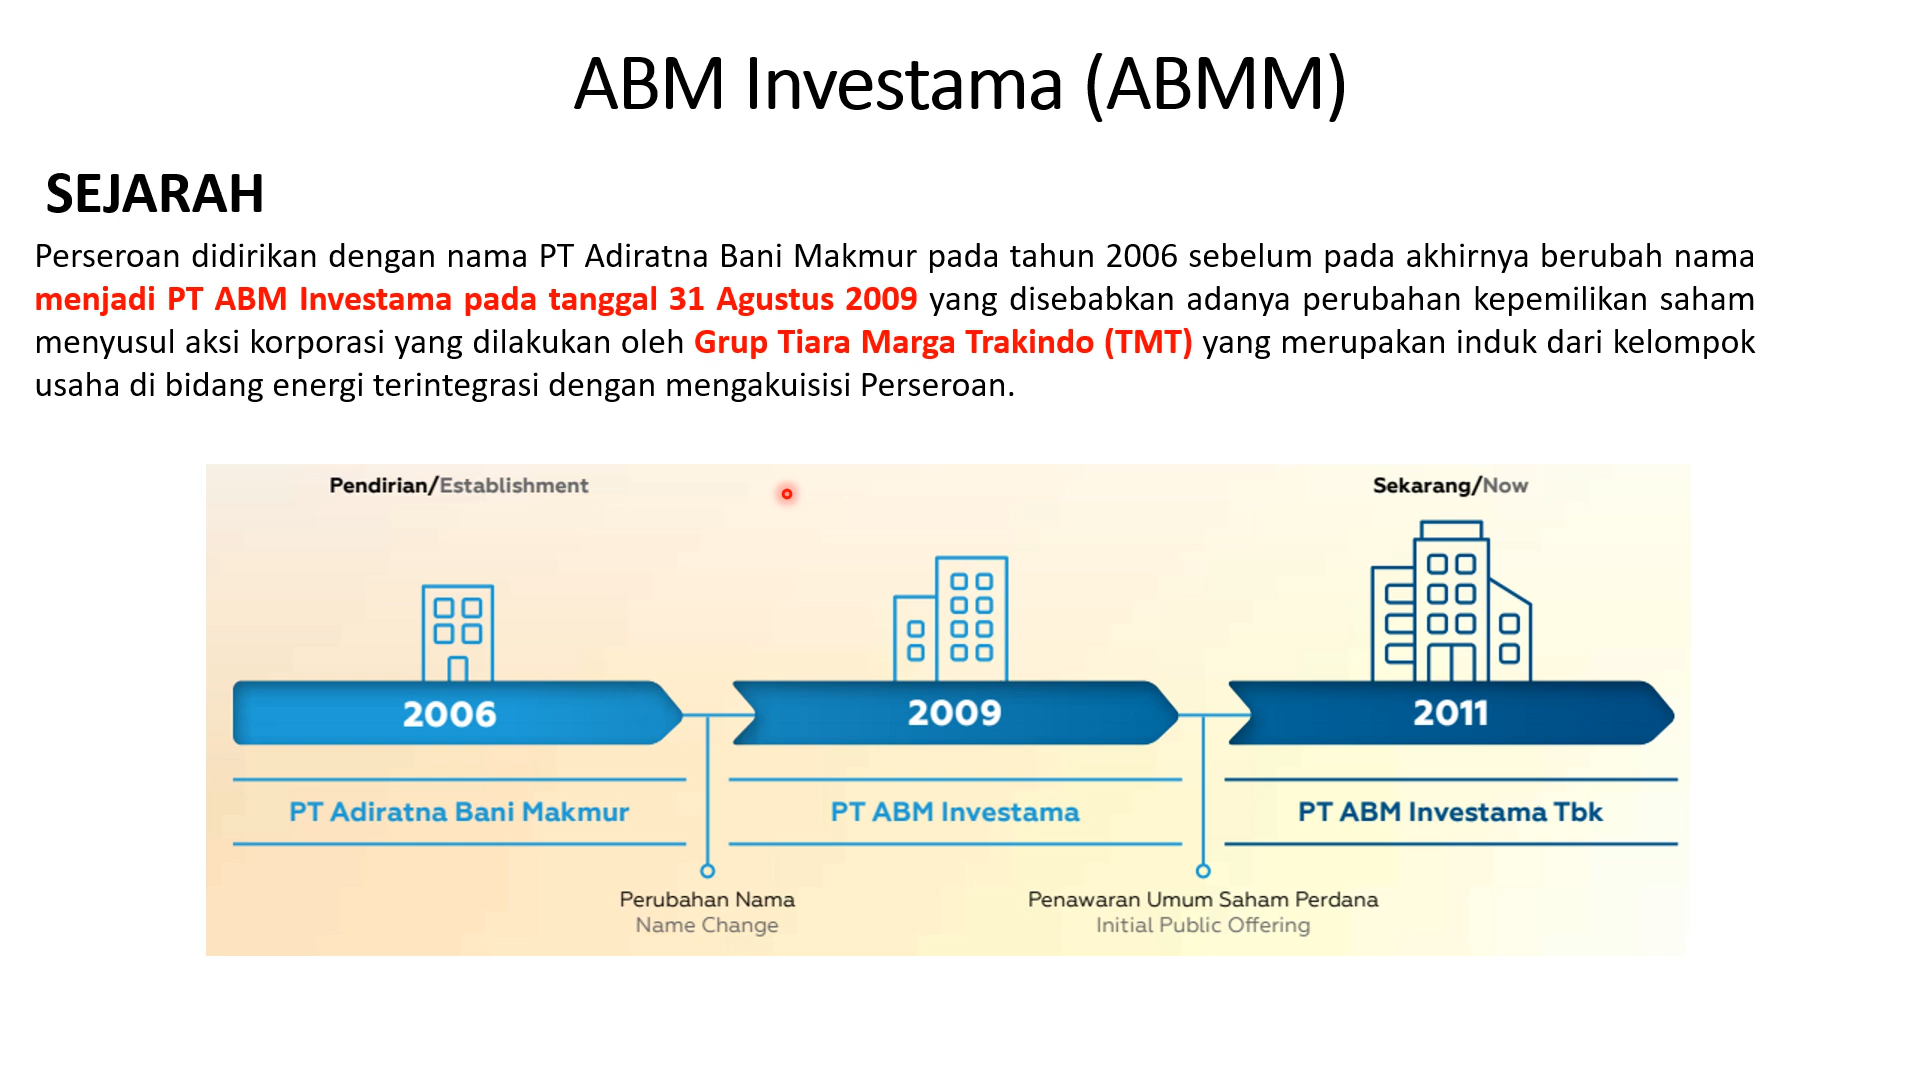 ABM Investama (ABMM)
SEJARAH
Perseroan didirikan dengan nama PT Adiratna Bani Makmur pada tahun 2006 sebelum pada akhirnya berubah nama
menjadi PT ABM Investama pada tanggal 31 Agustus 2009 yang disebabkan adanya perubahan kepemilikan saham
menyusul aksi korporasi yang dilakukan oleh Grup Tiara Marga Trakindo (TMT) yang merupakan induk dari kelompok
usaha di bidang energi terintegrasi dengan mengakuisisi Perseroan.
Pendirian/Establishment
Sekarang/Now
2006
2009
2011
PT Adiratna Bani Makmur
PT ABM Investama
PT ABM Investama Tbk
Perubahan Nama
Name Change
Penawaran Umum Saham Perdana
Initial Public Offering